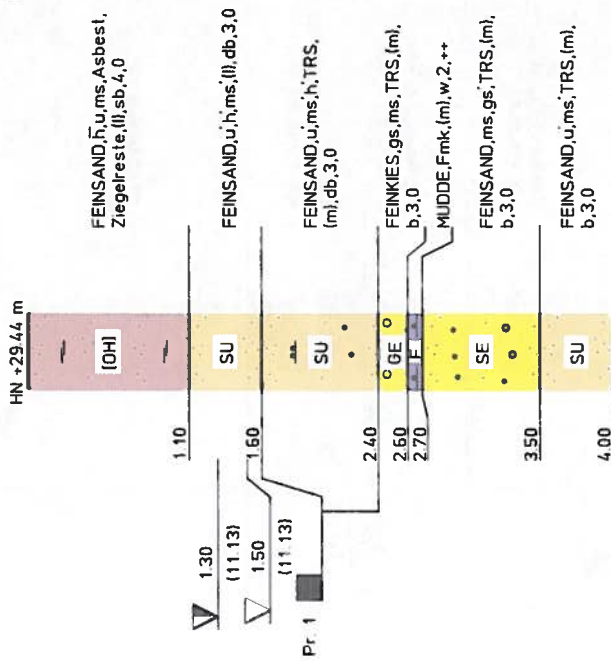 HN +29.44 m
FEINSAND,h̄,u,ms,Asbest,
Ziegelreste,(ll),sb,4,0
[OH]
1.10
FEINSAND,u',h',ms',(l),db,3,0
SU
1.30
(11.13)
1.60
1.50
(11.13)
FEINSAND,u',ms',h',TRS,
(m),db,3,0
SU
Pr. 1
2.40
FEINKIES,gs,ms,TRS,(m),
b,3,0
GE
2.60
MUDDE,Fmk,(m),w,2,++
F
2.70
FEINSAND,ms,gs',TRS,(m),
b,3,0
SE
3.50
FEINSAND,u',ms',TRS,(m),
b,3,0
SU
4.00